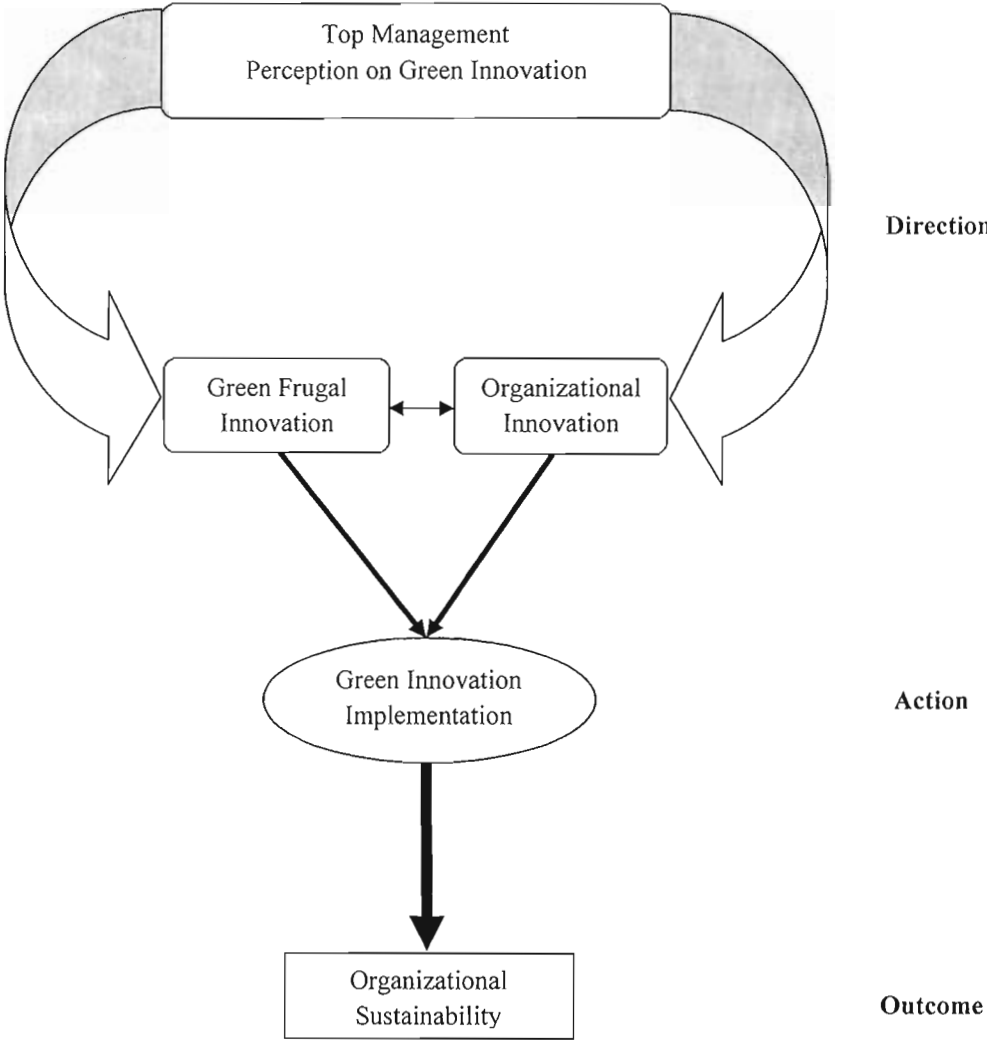 Top Management
Perception on Green Innovation
Direction
Green Frugal
Innovation
Organizational
Innovation
Green Innovation
Implementation
Action
Organizational
Sustainability
Outcome